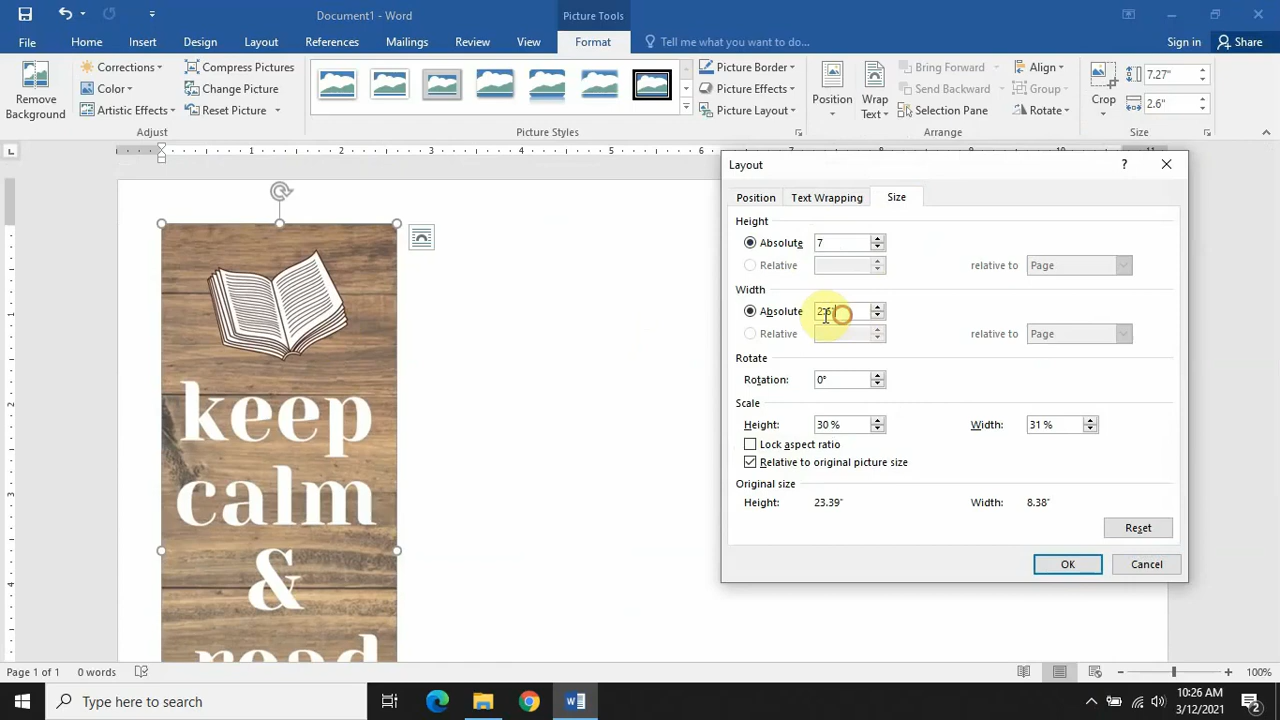 Document1 - Word
Picture Tools
File Home Insert Design Layout References Mailings Review View Format Tell me what you want to do... Sign in Share
Remove Background
Corrections
Color
Artistic Effects
Compress Pictures
Change Picture
Reset Picture
Adjust
Picture Styles
Picture Border
Picture Effects
Picture Layout
Position
Wrap Text
Bring Forward
Send Backward
Selection Pane
Align
Group
Rotate
Arrange
Crop
7.27"
2.6"
Size
keep
calm
&
read
Layout
? 
Position Text Wrapping Size
Height
Absolute 7
Relative relative to Page
Width
Absolute
Relative relative to Page
Rotate
Rotation: 0°
Scale
Height: 30 % Width: 31 %
Lock aspect ratio
Relative to original picture size
Original size
Height: 23.39" Width: 8.38"
Reset
OK Cancel
Page 1 of 1 0 words 100%
Type here to search
10:26 AM
3/12/2021
2